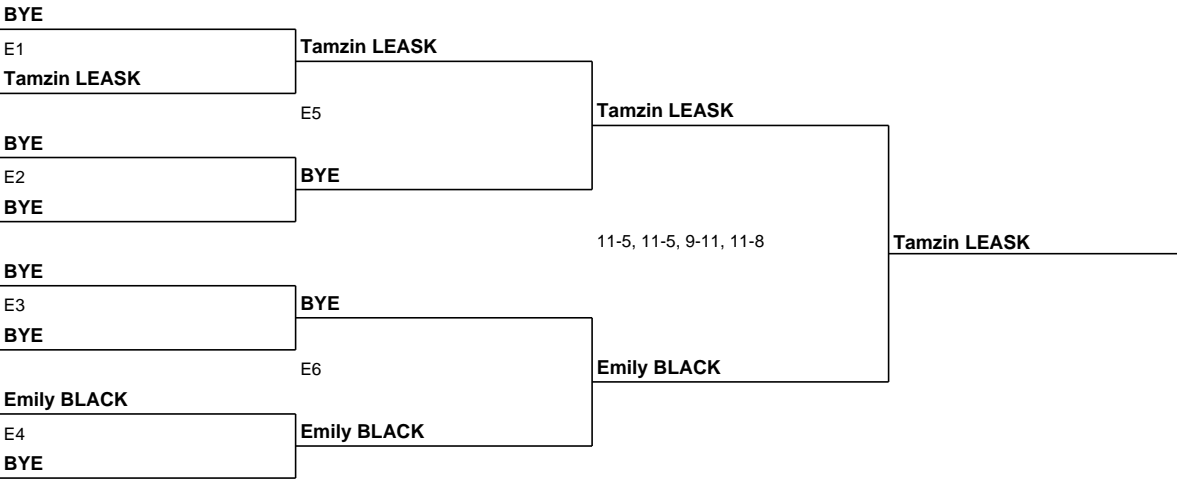 BYE
E1
Tamzin LEASK
Tamzin LEASK
E5
BYE
E2
BYE
BYE
Tamzin LEASK
11-5, 11-5, 9-11, 11-8
Tamzin LEASK
BYE
E3
BYE
BYE
E6
Emily BLACK
E4
BYE
Emily BLACK
Emily BLACK